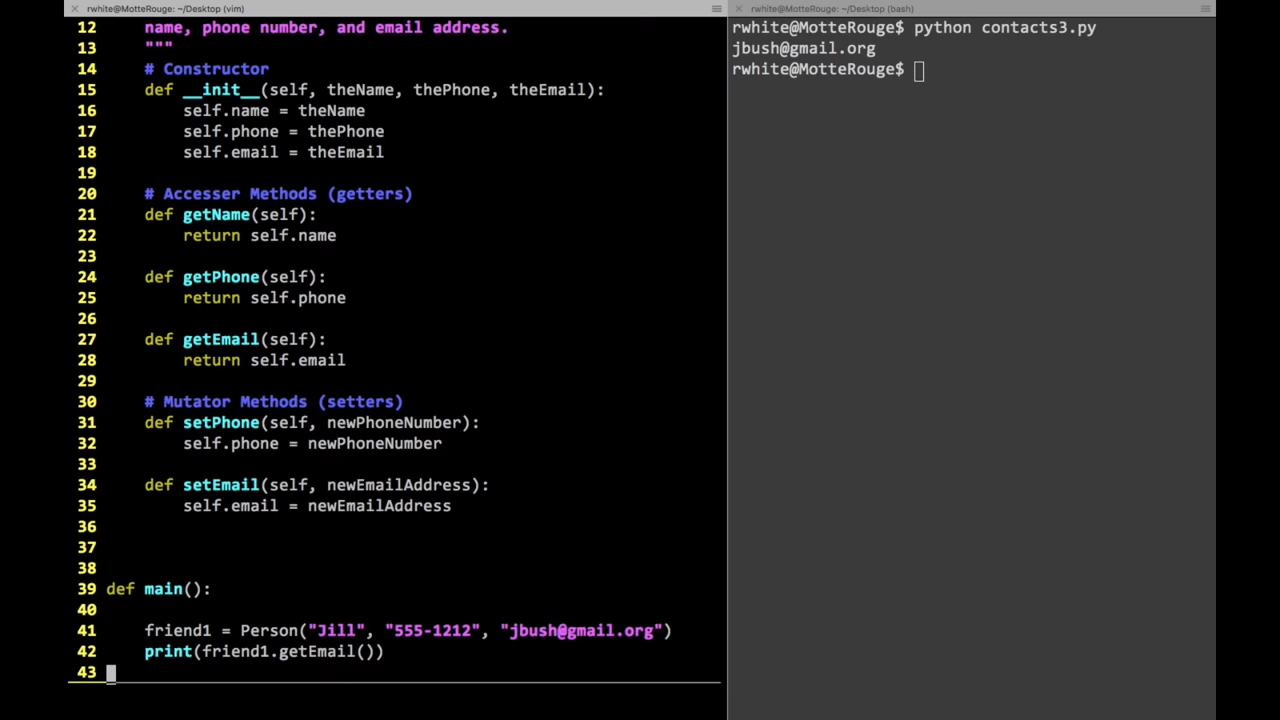 rwhite@MotteRouge: ~/Desktop (vim)
12 name, phone number, and email address.
13 """
14 # Constructor
15 def __init__(self, theName, thePhone, theEmail):
16 self.name = theName
17 self.phone = thePhone
18 self.email = theEmail
19
20 # Accesser Methods (getters)
21 def getName(self):
22 return self.name
23
24 def getPhone(self):
25 return self.phone
26
27 def getEmail(self):
28 return self.email
29
30 # Mutator Methods (setters)
31 def setPhone(self, newPhoneNumber):
32 self.phone = newPhoneNumber
33
34 def setEmail(self, newEmailAddress):
35 self.email = newEmailAddress
36
37
38
39 def main():
40
41 friend1 = Person("Jill", "555-1212", "jbush@gmail.org")
42 print(friend1.getEmail())
43
rwhite@MotteRouge: ~/Desktop (bash)
rwhite@MotteRouge$ python contacts3.py
jbush@gmail.org
rwhite@MotteRouge$